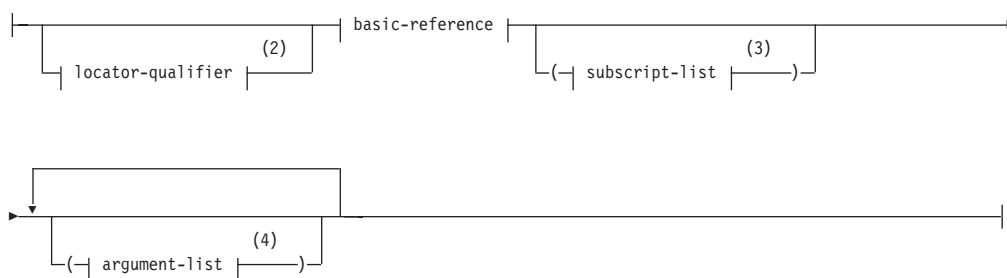 basic-reference
(2) (3)
locator-qualifier ( subscript-list )
(4)
( argument-list )